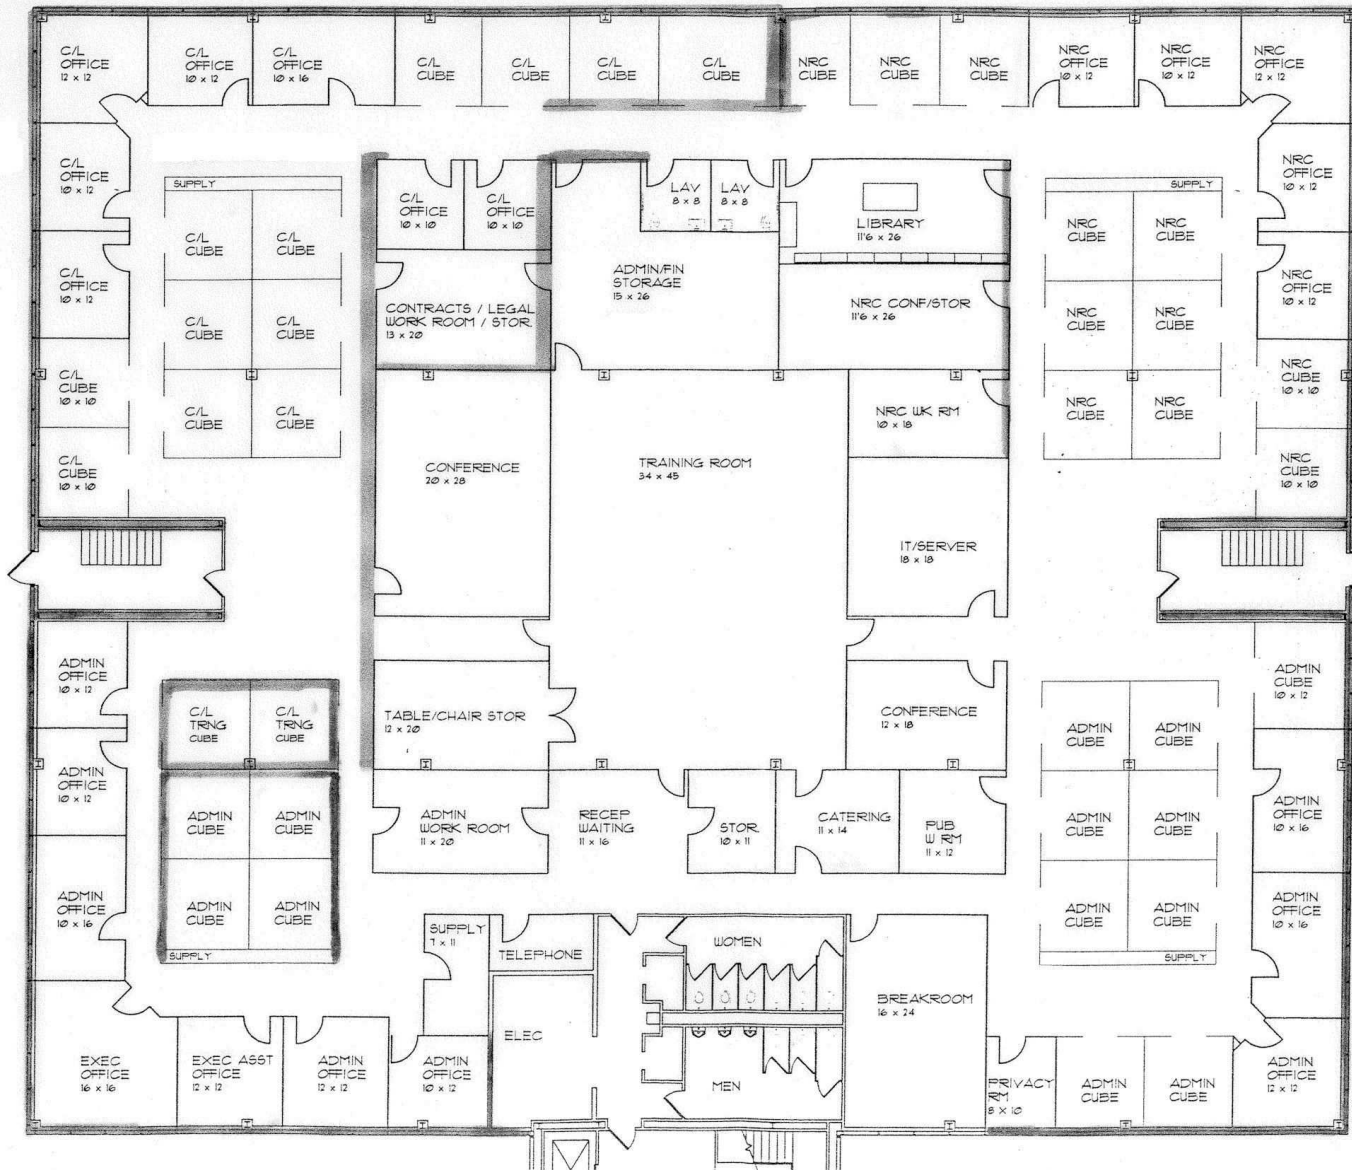 C/L
OFFICE
12 x 12
C/L
OFFICE
10 x 12
C/L
OFFICE
10 x 16
C/L
CUBE
C/L
CUBE
C/L
CUBE
C/L
CUBE
NRC
CUBE
NRC
CUBE
NRC
CUBE
NRC
OFFICE
10 x 12
NRC
OFFICE
10 x 12
NRC
OFFICE
12 x 12
C/L
OFFICE
10 x 12
SUPPLY
C/L
OFFICE
10 x 10
C/L
OFFICE
10 x 10
LAV
8 x 8
LAV
8 x 8
LIBRARY
11'6 x 26
SUPPLY
NRC
OFFICE
10 x 12
C/L
CUBE
C/L
CUBE
NRC
CUBE
NRC
CUBE
C/L
OFFICE
10 x 12
ADMIN/FIN
STORAGE
15 x 26
NRC
OFFICE
10 x 12
C/L
CUBE
C/L
CUBE
CONTRACTS / LEGAL
WORK ROOM / STOR.
13 x 20
NRC CONF/STOR
11'6 x 26
NRC
CUBE
NRC
CUBE
C/L
CUBE
10 x 10
NRC
CUBE
10 x 10
C/L
CUBE
C/L
CUBE
NRC WK RM
10 x 18
NRC
CUBE
NRC
CUBE
C/L
CUBE
10 x 10
CONFERENCE
20 x 28
TRAINING ROOM
34 x 45
NRC
CUBE
10 x 10
IT/SERVER
18 x 18
ADMIN
OFFICE
10 x 12
ADMIN
CUBE
10 x 12
C/L
TRNG
CUBE
C/L
TRNG
CUBE
TABLE/CHAIR STOR
12 x 20
CONFERENCE
12 x 18
ADMIN
CUBE
ADMIN
CUBE
ADMIN
OFFICE
10 x 12
ADMIN
CUBE
ADMIN
CUBE
ADMIN
WORK ROOM
11 x 20
RECEP
WAITING
11 x 16
STOR.
10 x 11
CATERING
11 x 14
PUB
W RM
11 x 12
ADMIN
CUBE
ADMIN
CUBE
ADMIN
OFFICE
10 x 16
ADMIN
OFFICE
10 x 16
ADMIN
CUBE
ADMIN
CUBE
ADMIN
CUBE
ADMIN
CUBE
ADMIN
OFFICE
10 x 16
SUPPLY
SUPPLY
7 x 11
TELEPHONE
WOMEN
SUPPLY
BREAKROOM
16 x 24
ELEC
EXEC
OFFICE
16 x 16
EXEC ASST
OFFICE
12 x 12
ADMIN
OFFICE
12 x 12
ADMIN
OFFICE
10 x 12
MEN
PRIVACY
RM
8 x 10
ADMIN
CUBE
ADMIN
CUBE
ADMIN
OFFICE
12 x 12